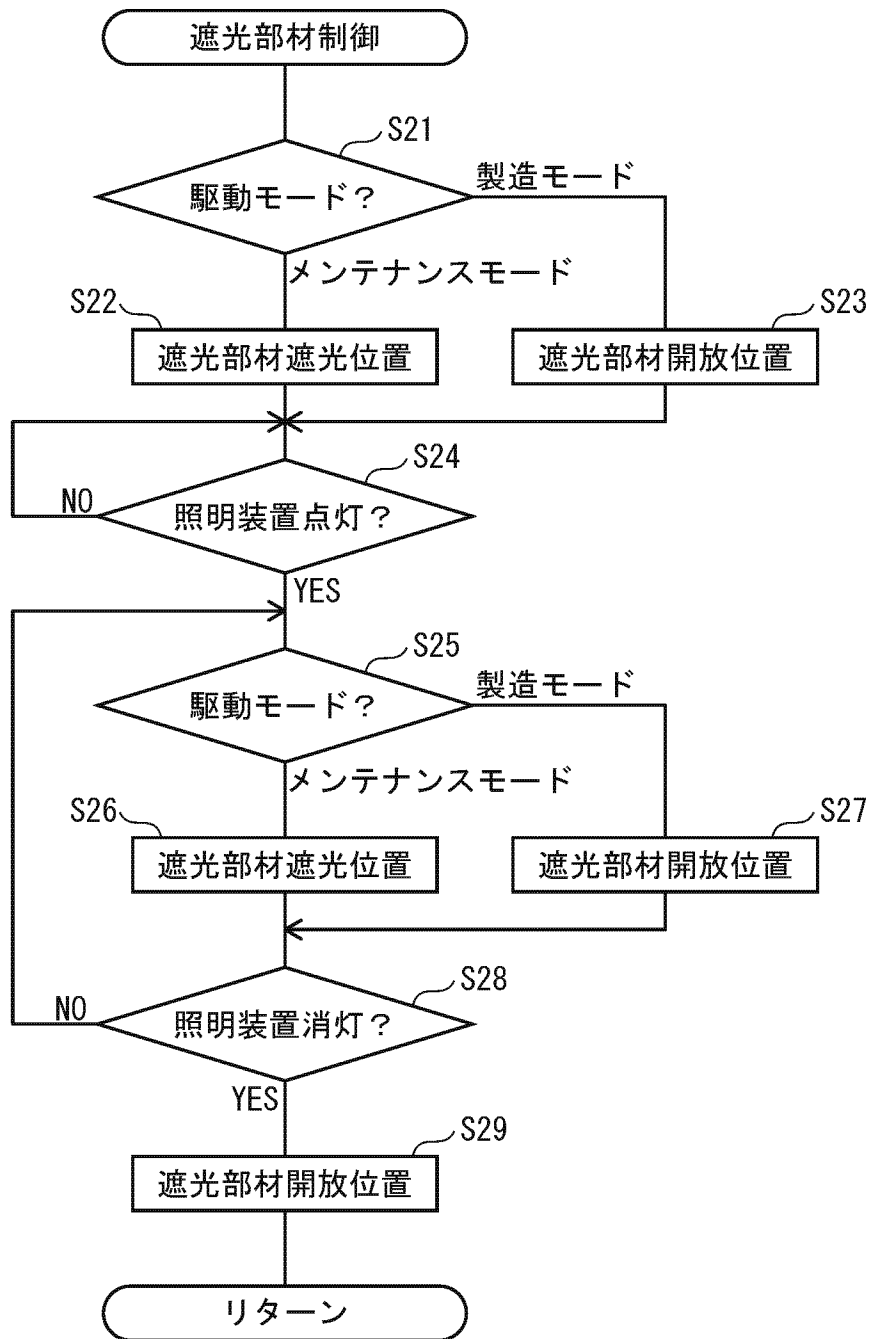 遮光部材制御
S21
駆動モード？
製造モード
メンテナンスモード
S22
遮光部材遮光位置
S23
遮光部材開放位置
S24
照明装置点灯？
NO
YES
S25
駆動モード？
製造モード
メンテナンスモード
S26
遮光部材遮光位置
S27
遮光部材開放位置
S28
照明装置消灯？
NO
YES
S29
遮光部材開放位置
リターン